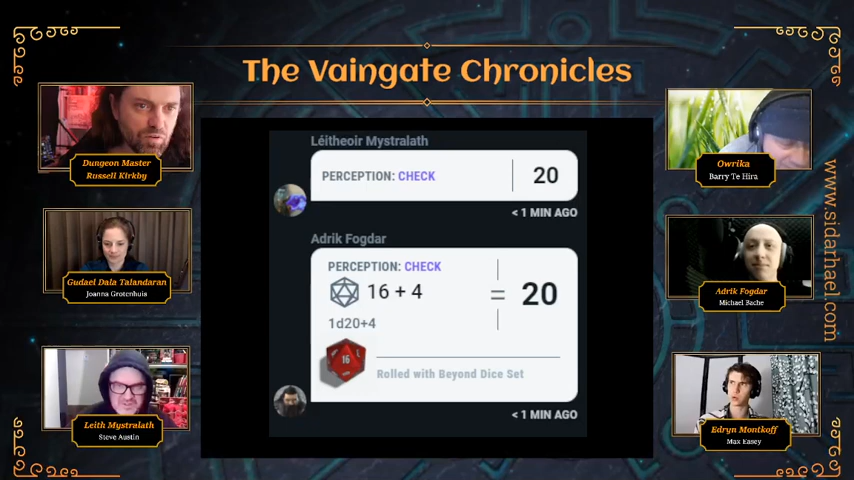 The Vaingate Chronicles
Dungeon Master
Russell Kirkby
Gudael Dala Talandaran
Joanna Grotenhuis
Leith Mystralath
Steve Austin
Léitheoir Mystralath
PERCEPTION: CHECK
20
< 1 MIN AGO
Adrik Fogdar
PERCEPTION: CHECK
16 + 4 = 20
1d20+4
16
Rolled with Beyond Dice Set
< 1 MIN AGO
Owrika
Barry Te Hira
Adrik Fogdar
Michael Bache
Edryn Montkoff
Max Easey
www.sidarhael.com